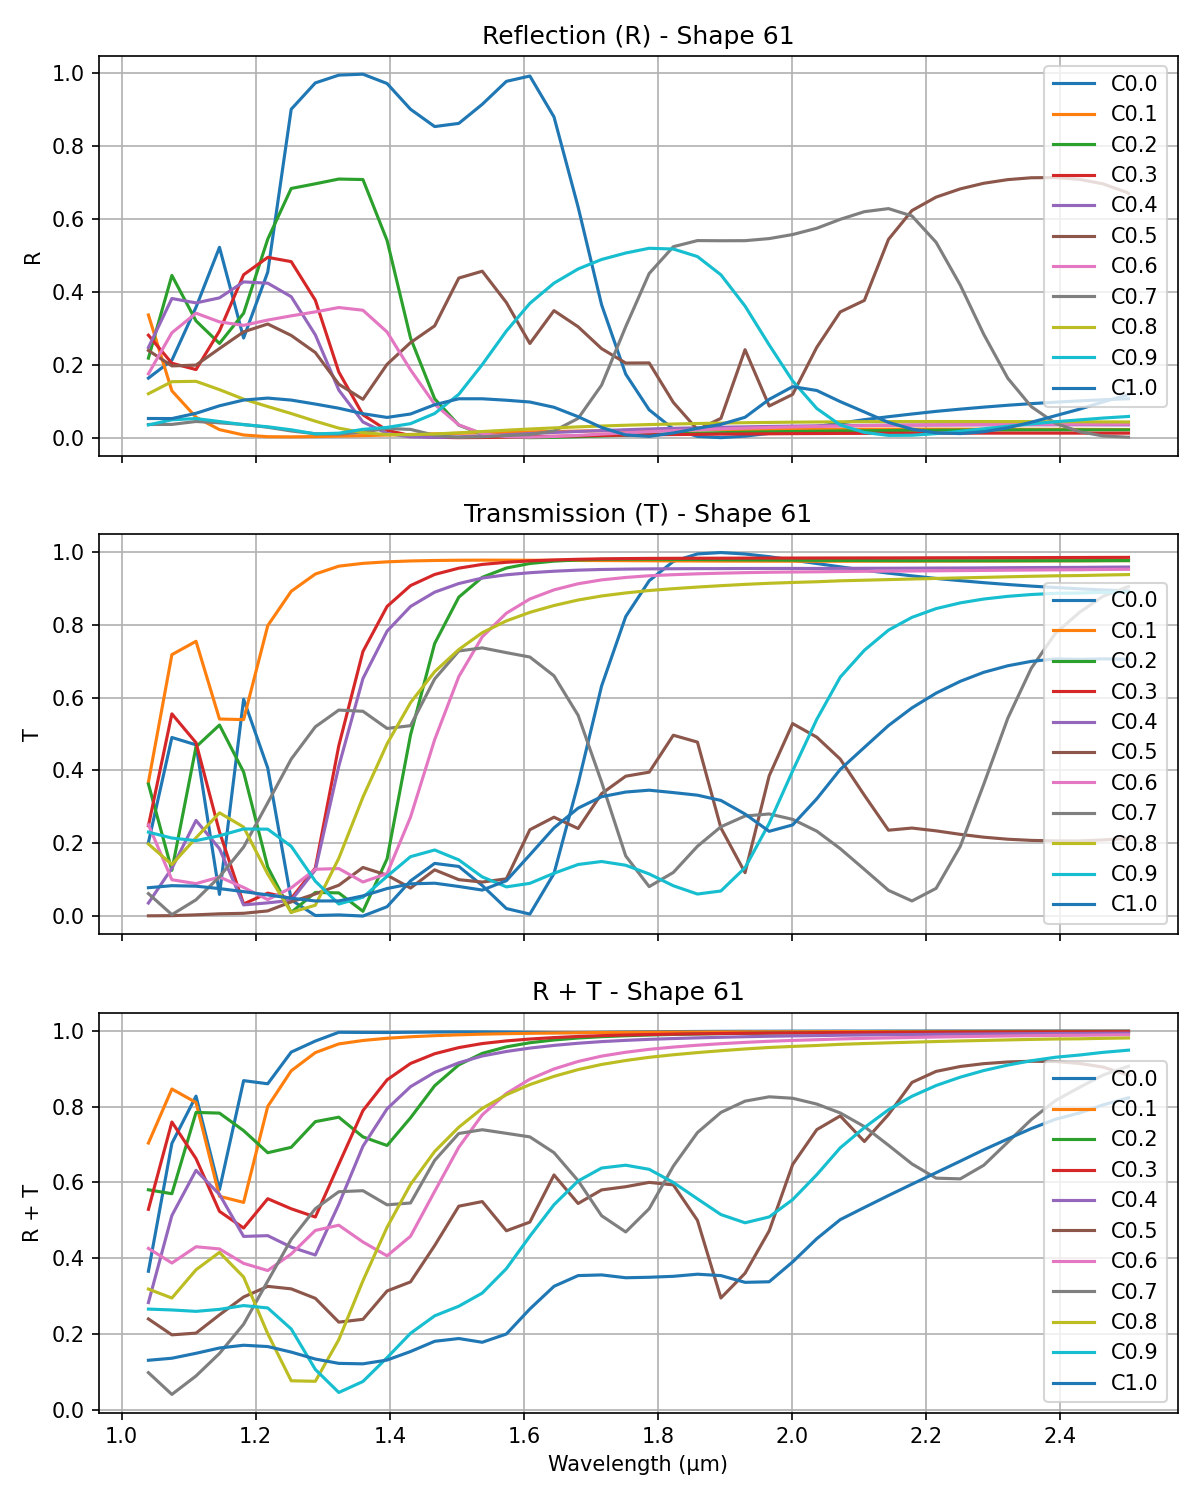 Reflection (R) - Shape 61
1.0
0.8
0.6
0.4
0.2
0.0
R
C0.0
C0.1
C0.2
C0.3
C0.4
C0.5
C0.6
C0.7
C0.8
C0.9
C1.0
Transmission (T) - Shape 61
1.0
0.8
0.6
0.4
0.2
0.0
T
C0.0
C0.1
C0.2
C0.3
C0.4
C0.5
C0.6
C0.7
C0.8
C0.9
C1.0
R + T - Shape 61
1.0
0.8
0.6
0.4
0.2
0.0
R + T
C0.0
C0.1
C0.2
C0.3
C0.4
C0.5
C0.6
C0.7
C0.8
C0.9
C1.0
1.0 1.2 1.4 1.6 1.8 2.0 2.2 2.4
Wavelength (μm)